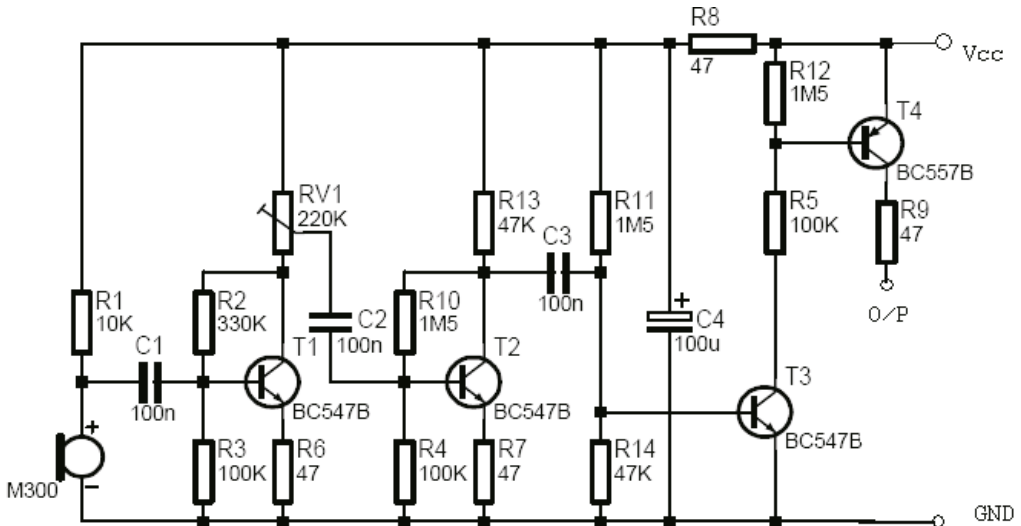 R8
47
Vcc
R12
1M5
T4
BC557B
RV1
220K
R13
47K
R11
1M5
R5
100K
R9
47
C3
100n
O/P
R1
10K
R2
330K
C2
100n
R10
1M5
+
C4
100u
C1
100n
T1
BC547B
T2
BC547B
T3
BC547B
+
M300
−
R3
100K
R6
47
R4
100K
R7
47
R14
47K
GND